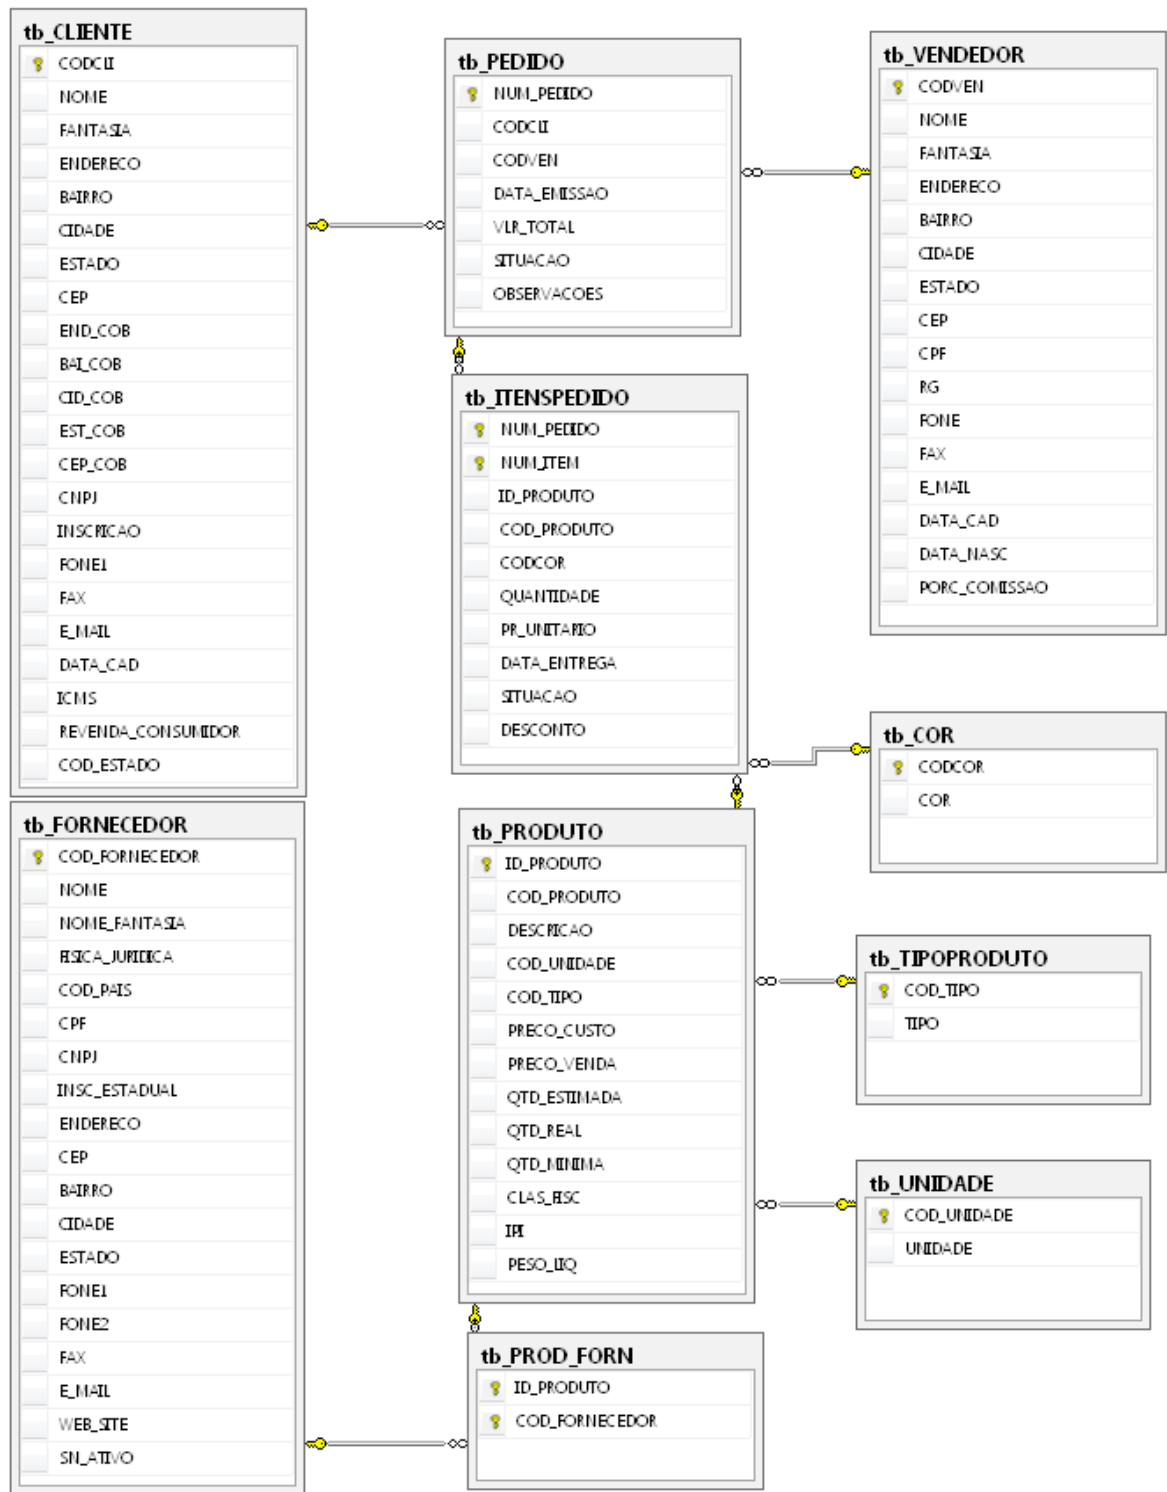 tb_CLIENTE
CODCLI
NOME
FANTASIA
ENDERECO
BAIRRO
CIDADE
ESTADO
CEP
END_COB
BAI_COB
CID_COB
EST_COB
CEP_COB
CNPJ
INSCRICAO
FONE1
FAX
E_MAIL
DATA_CAD
ICMS
REVENDA_CONSUMIDOR
COD_ESTADO
tb_FORNECEDOR
COD_FORNECEDOR
NOME
NOME_FANTASIA
FISICA_JURIDICA
COD_PAIS
CPF
CNPJ
INSC_ESTADUAL
ENDERECO
CEP
BAIRRO
CIDADE
ESTADO
FONE1
FONE2
FAX
E_MAIL
WEB_SITE
SN_ATIVO
tb_PEDIDO
NUM_PEDIDO
CODCLI
CODVEN
DATA_EMISSAO
VLR_TOTAL
SITUACAO
OBSERVACOES
tb_ITENSPEDIDO
NUM_PEDIDO
NUM_ITEM
ID_PRODUTO
COD_PRODUTO
CODCOR
QUANTIDADE
PR_UNITARIO
DATA_ENTREGA
SITUACAO
DESCONTO
tb_PRODUTO
ID_PRODUTO
COD_PRODUTO
DESCRICAO
COD_UNIDADE
COD_TIPO
PRECO_CUSTO
PRECO_VENDA
QTD_ESTIMADA
QTD_REAL
QTD_MINIMA
CLAS_FISC
IPI
PESO_LIQ
tb_PROD_FORN
ID_PRODUTO
COD_FORNECEDOR
tb_VENDEDOR
CODVEN
NOME
FANTASIA
ENDERECO
BAIRRO
CIDADE
ESTADO
CEP
CPF
RG
FONE
FAX
E_MAIL
DATA_CAD
DATA_NASC
PORC_COMISSAO
tb_COR
CODCOR
COR
tb_TIPOPRODUTO
COD_TIPO
TIPO
tb_UNIDADE
COD_UNIDADE
UNIDADE